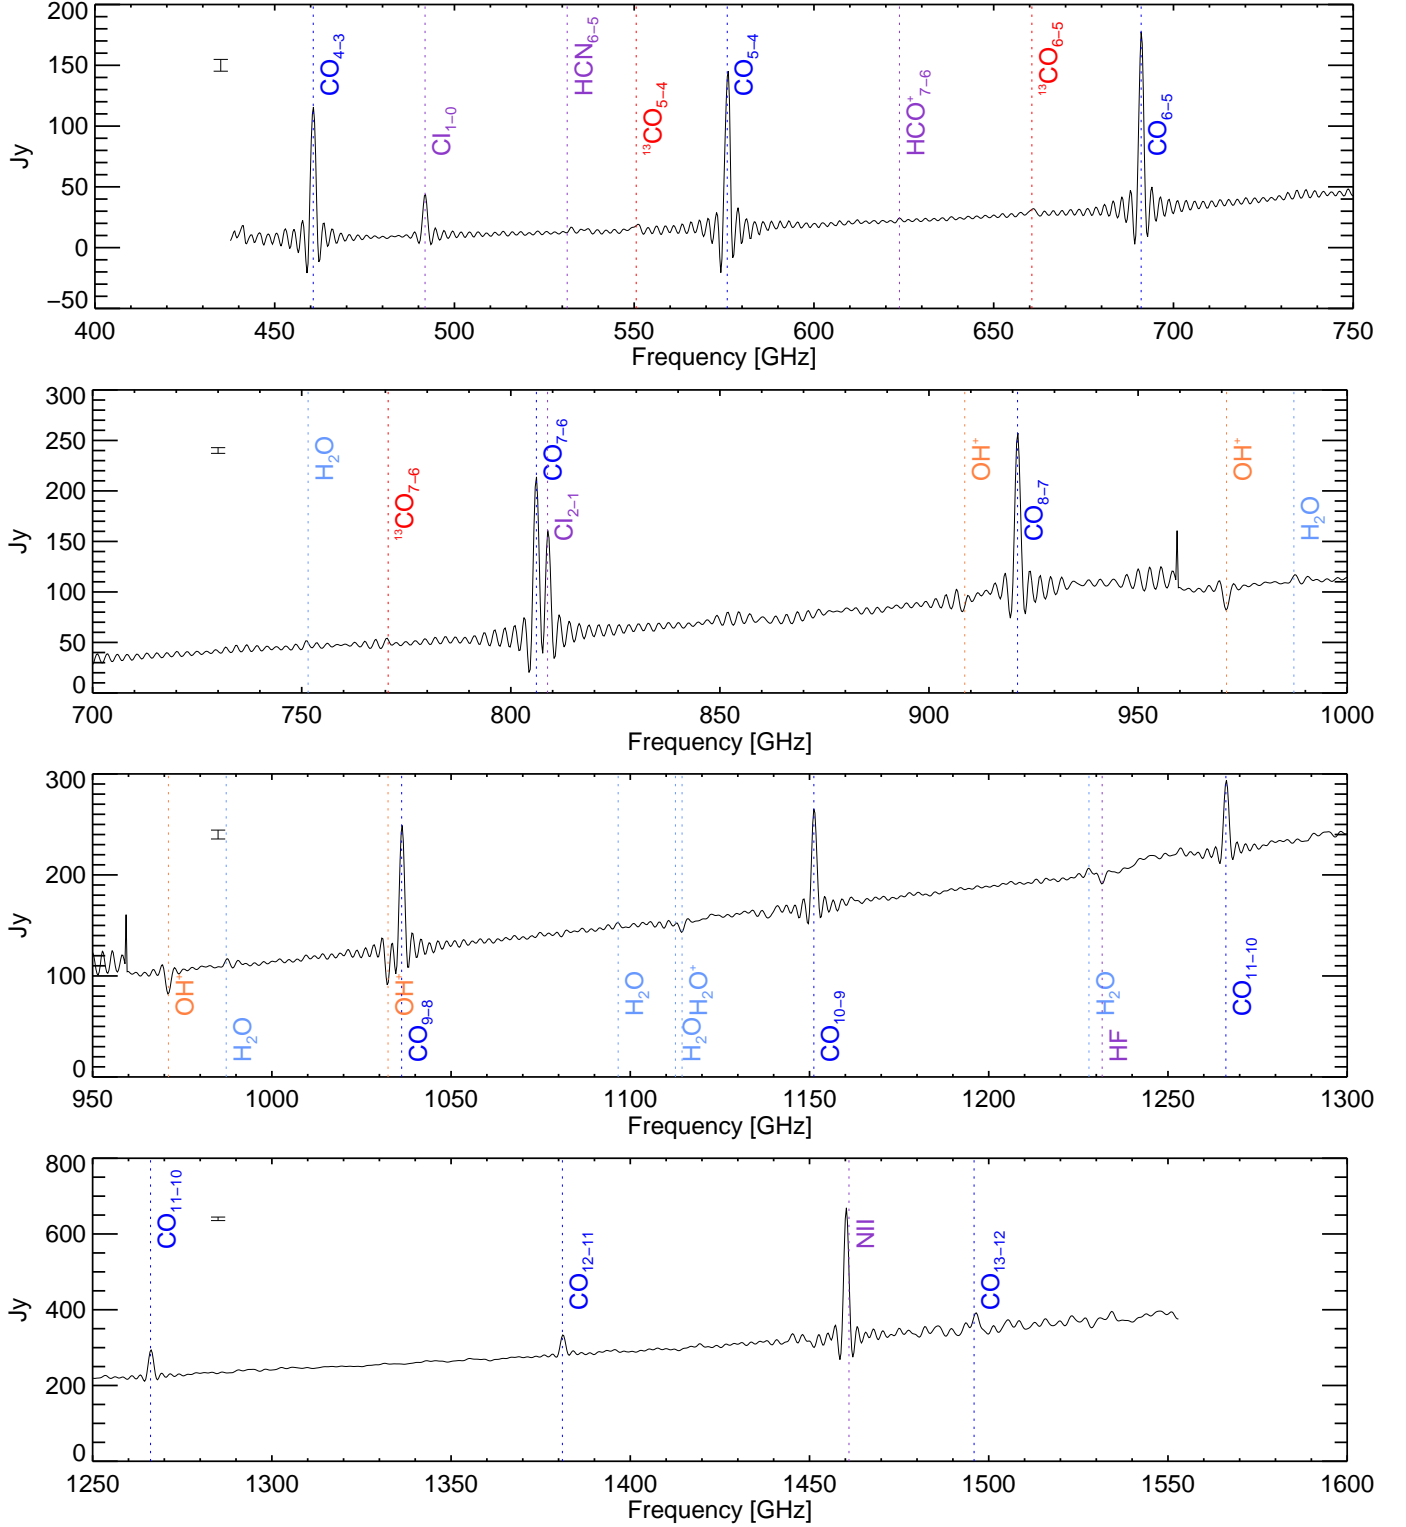 200
150
100
50
0
−50
Jy
CO4−3
CI1−0
HCN6−5
13CO5−4
CO5−4
HCO+7−6
13CO6−5
CO6−5
400 450 500 550 600 650 700 750
Frequency [GHz]
300
250
200
150
100
50
0
Jy
H2O
13CO7−6
CO7−6
CI2−1
OH+
CO8−7
OH+
H2O
700 750 800 850 900 950 1000
Frequency [GHz]
300
200
100
0
Jy
OH+
H2O
OH+
CO9−8
H2O
H2O H2O+
CO10−9
H2O
HF
CO11−10
950 1000 1050 1100 1150 1200 1250 1300
Frequency [GHz]
800
600
400
200
0
Jy
CO11−10
CO12−11
NII
CO13−12
1250 1300 1350 1400 1450 1500 1550 1600
Frequency [GHz]